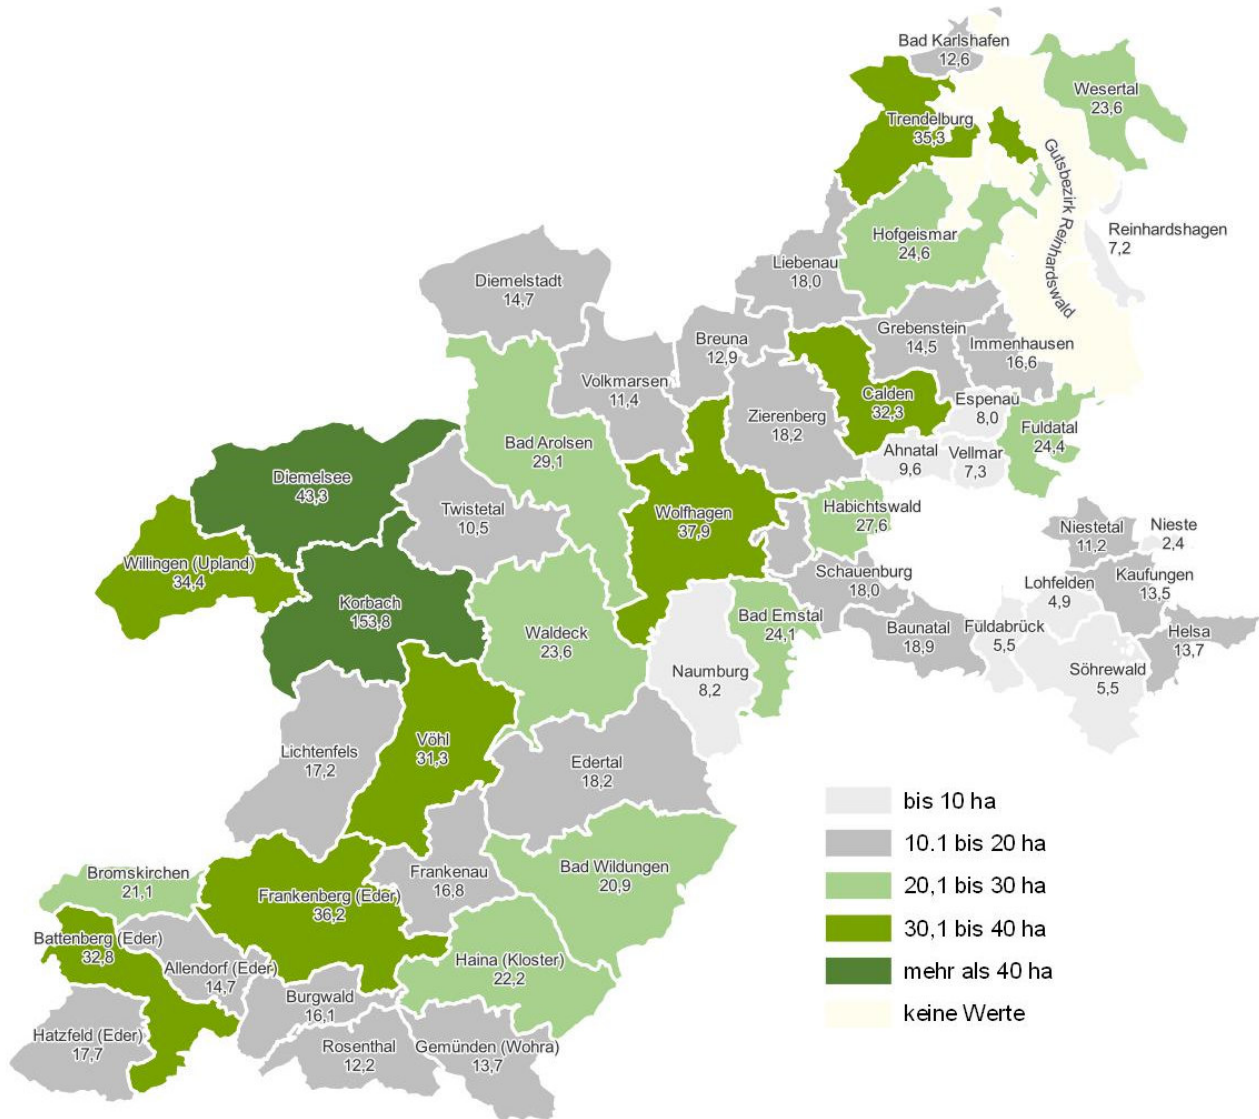 Bad Karlshafen
12,6
Wesertal
23,6
Trendelburg
35,3
Gutsbezirk Reinhardswald
Reinhardshagen
7,2
Hofgeismar
24,6
Liebenau
18,0
Diemelstadt
14,7
Breuna
12,9
Grebenstein
14,5
Immenhausen
16,6
Volkmarsen
11,4
Calden
32,3
Espenau
8,0
Zierenberg
18,2
Fuldatal
24,4
Bad Arolsen
29,1
Ahnatal
9,6
Vellmar
7,3
Diemelsee
43,3
Twistetal
10,5
Wolfhagen
37,9
Habichtswald
27,6
Niestetal
11,2
Nieste
2,4
Willingen (Upland)
34,4
Schauenburg
18,0
Lohfelden
4,9
Kaufungen
13,5
Korbach
153,8
Waldeck
23,6
Bad Emstal
24,1
Baunatal
18,9
Fuldabrück
5,5
Helsa
13,7
Naumburg
8,2
Söhrewald
5,5
Lichtenfels
17,2
Vöhl
31,3
Edertal
18,2
Bromskirchen
21,1
Frankenau
16,8
Bad Wildungen
20,9
Frankenberg (Eder)
36,2
Battenberg (Eder)
32,8
Allendorf (Eder)
14,7
Haina (Kloster)
22,2
Burgwald
16,1
Hatzfeld (Eder)
17,7
Rosenthal
12,2
Gemünden (Wohra)
13,7
bis 10 ha
10.1 bis 20 ha
20,1 bis 30 ha
30,1 bis 40 ha
mehr als 40 ha
keine Werte